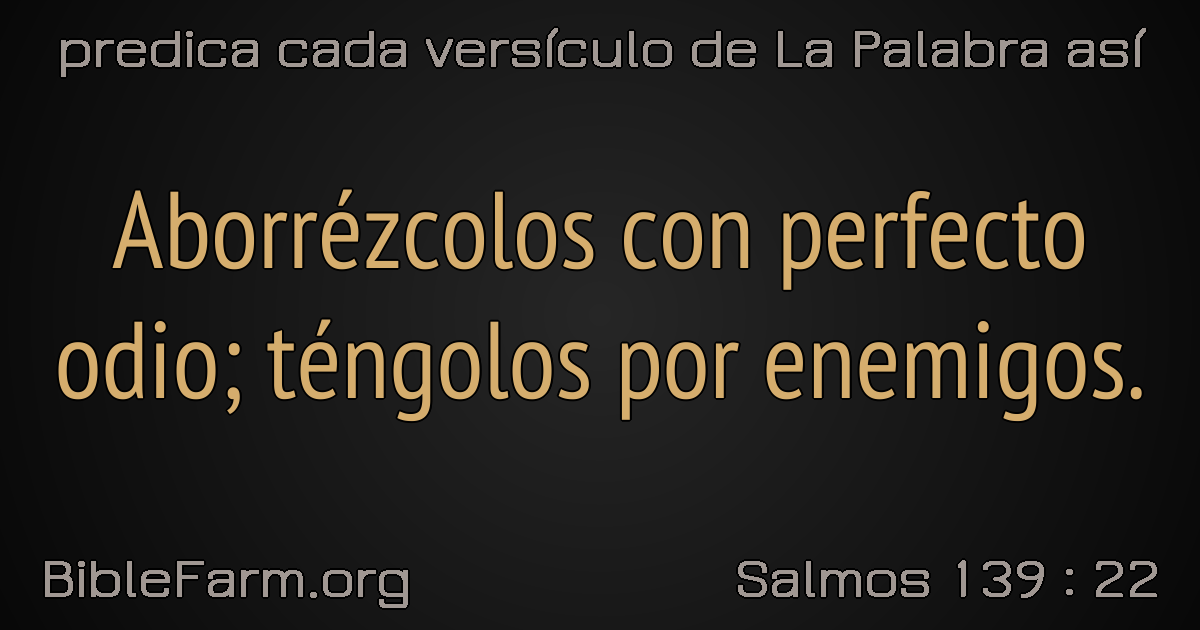 predica cada versículo de La Palabra así
Aborrézcolos con perfecto
odio; téngolos por enemigos.
BibleFarm.org
Salmos 139 : 22